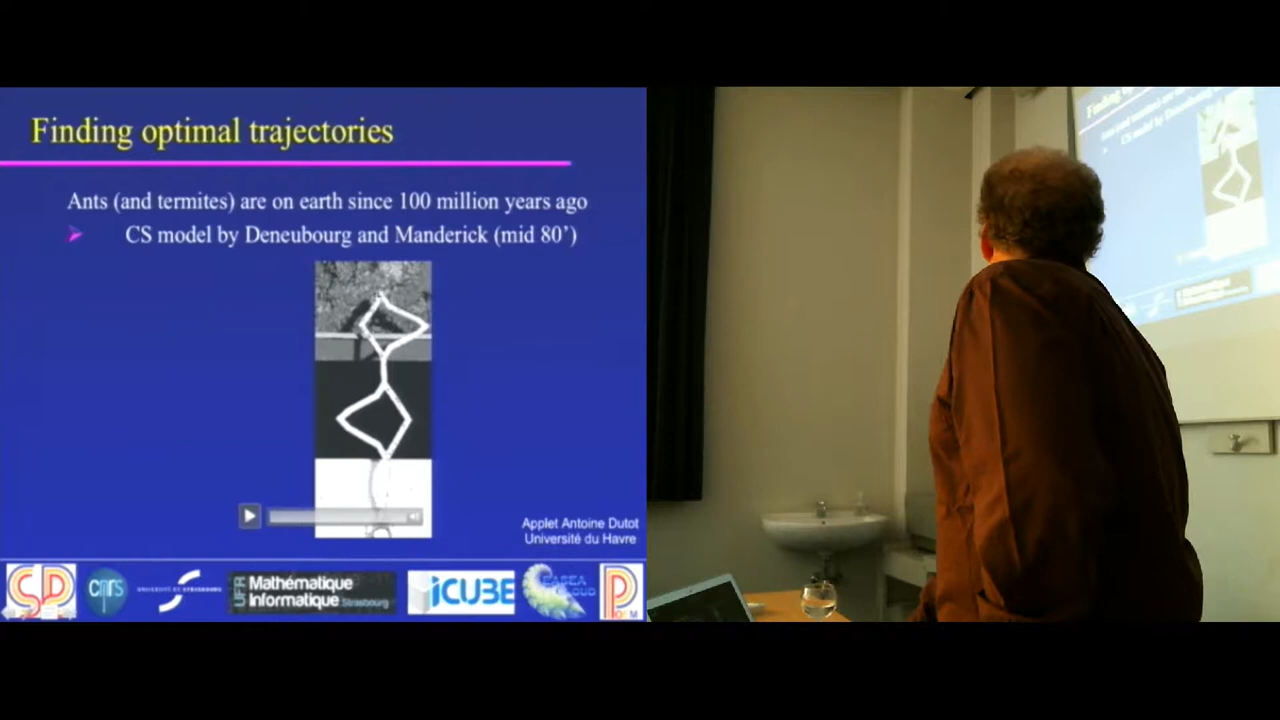 Finding optimal trajectories
Ants (and termites) are on earth since 100 million years ago
CS model by Deneubourg and Manderick (mid 80')
Applet Antoine Dutot
Université du Havre
CNRS
UNIVERSITÉ DE STRASBOURG
UFR
Mathématique
Informatique Strasbourg
iCUBE
EASEA
CLOUD